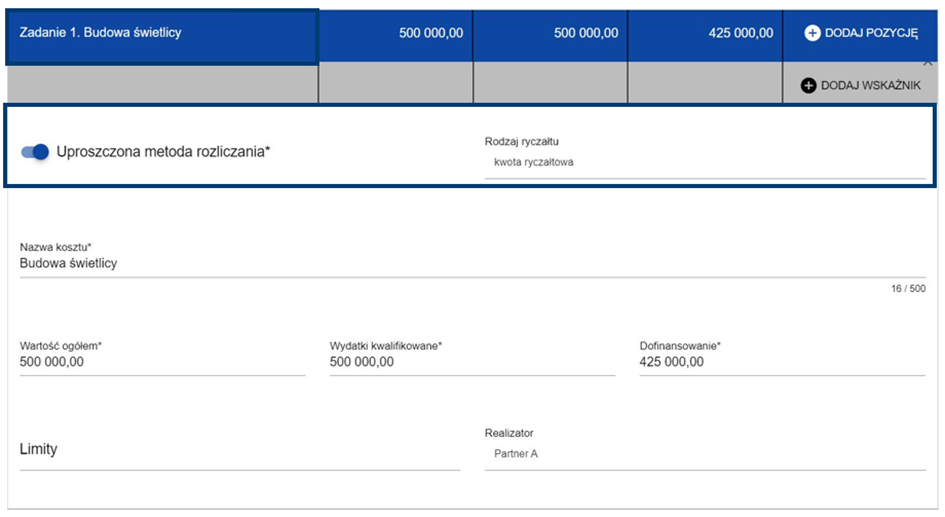 Zadanie 1. Budowa świetlicy 500 000,00 500 000,00 425 000,00 DODAJ POZYCJĘ
DODAJ WSKAŹNIK
Uproszczona metoda rozliczania* Rodzaj ryczałtu
kwota ryczałtowa
Nazwa kosztu*
Budowa świetlicy
16 / 500
Wartość ogółem* Wydatki kwalifikowane* Dofinansowanie*
500 000,00 500 000,00 425 000,00
Realizator
Limity Partner A